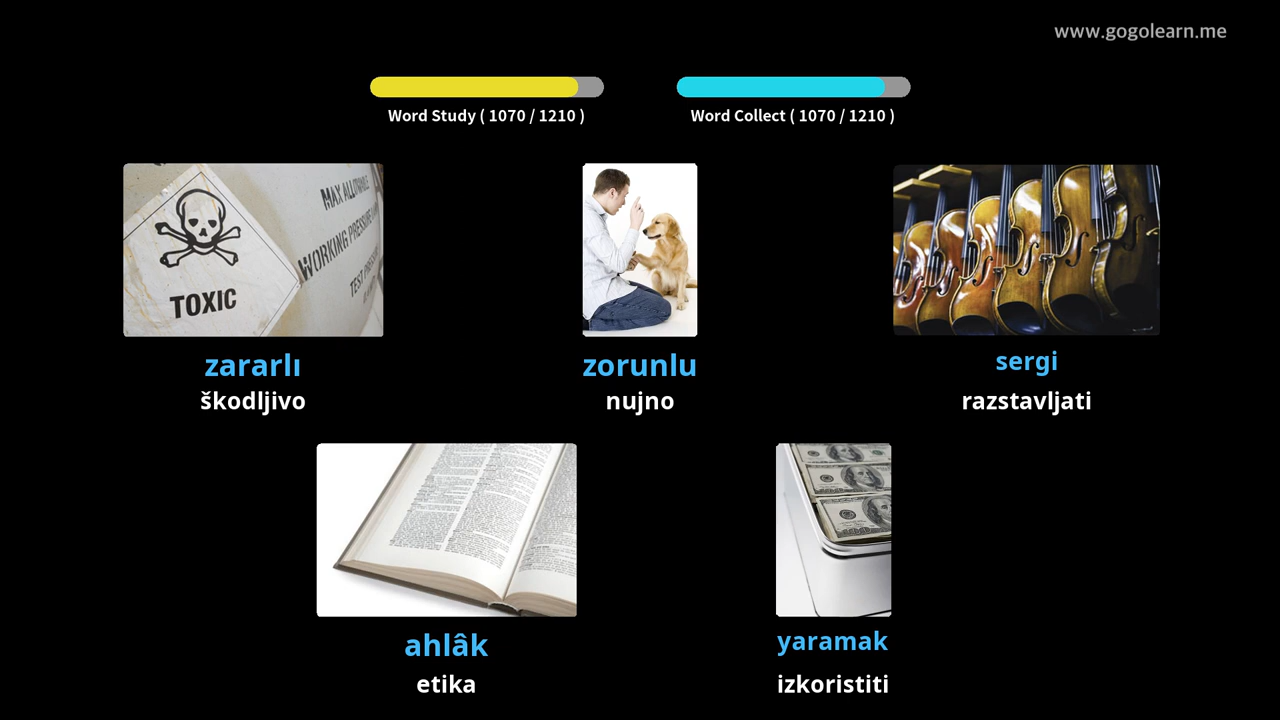 www.gogolearn.me
Word Study ( 1070 / 1210 )
Word Collect ( 1070 / 1210 )
MAX ALLOWABLE
WORKING PRESSURE
TOXIC
TEST
zararlı
zorunlu
sergi
škodljivo
nujno
razstavljati
ahlâk
yaramak
etika
izkoristiti